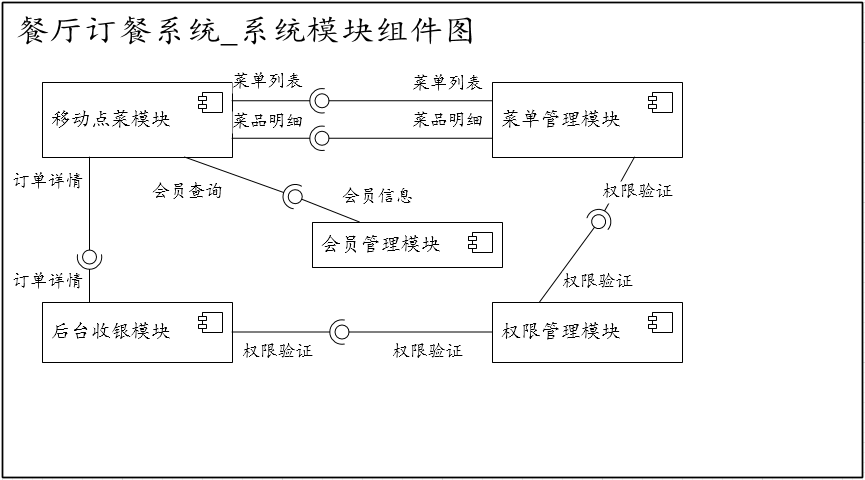 餐厅订餐系统_系统模块组件图
菜单列表
菜单列表
移动点菜模块
菜品明细
菜品明细
菜单管理模块
订单详情
会员查询
会员信息
权限验证
会员管理模块
订单详情
权限验证
后台收银模块
权限验证
权限验证
权限管理模块